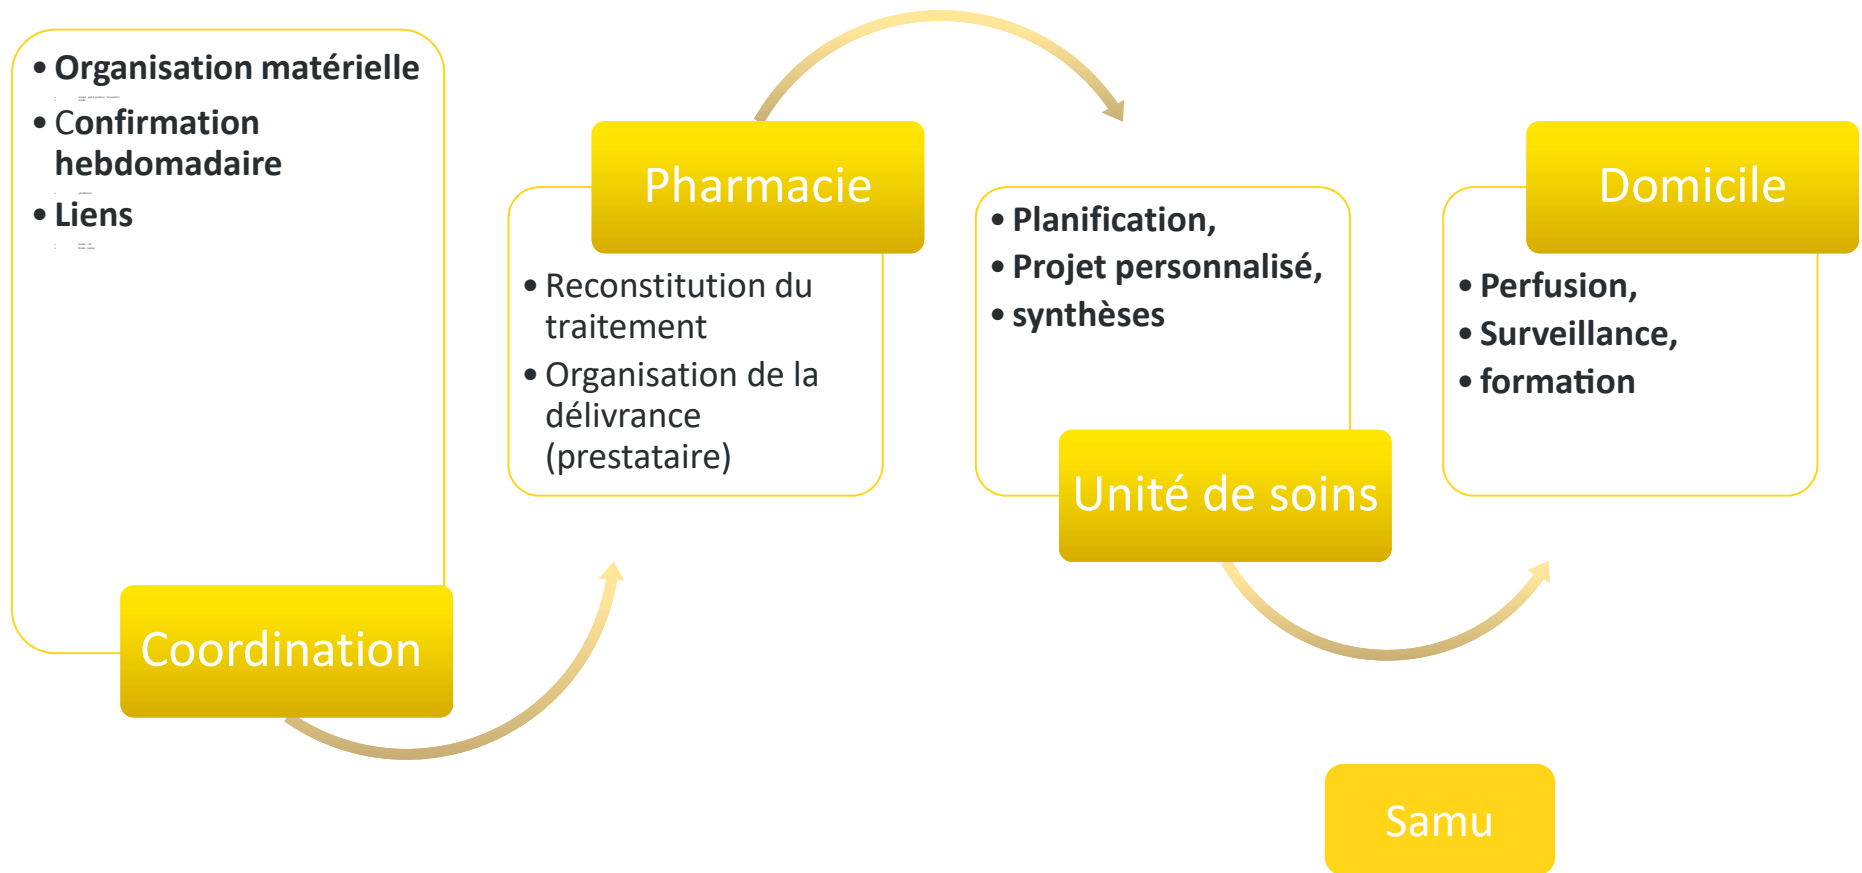 • Organisation matérielle
• Confirmation
hebdomadaire
• Liens
Coordination
Pharmacie
• Reconstitution du
traitement
• Organisation de la
délivrance
(prestataire)
• Planification,
• Projet personnalisé,
• synthèses
Unité de soins
Domicile
• Perfusion,
• Surveillance,
• formation
Samu